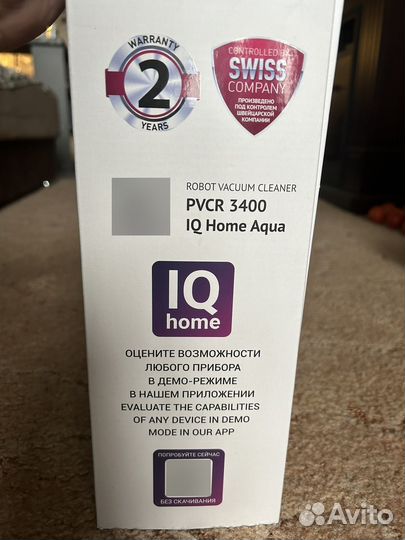 WARRANTY
2
YEARS
CONTROLLED BY
SWISS
COMPANY
ПРОИЗВЕДЕНО
ПОД КОНТРОЛЕМ
ШВЕЙЦАРСКОЙ
КОМПАНИИ
ROBOT VACUUM CLEANER
PVCR 3400
IQ Home Aqua
IQ
home
ОЦЕНИТЕ ВОЗМОЖНОСТИ
ЛЮБОГО ПРИБОРА
В ДЕМО-РЕЖИМЕ
В НАШЕМ ПРИЛОЖЕНИИ
EVALUATE THE CAPABILITIES
OF ANY DEVICE IN DEMO
MODE IN OUR APP
ПОПРОБУЙТЕ СЕЙЧАС
БЕЗ СКАЧИВАНИЯ
Avito